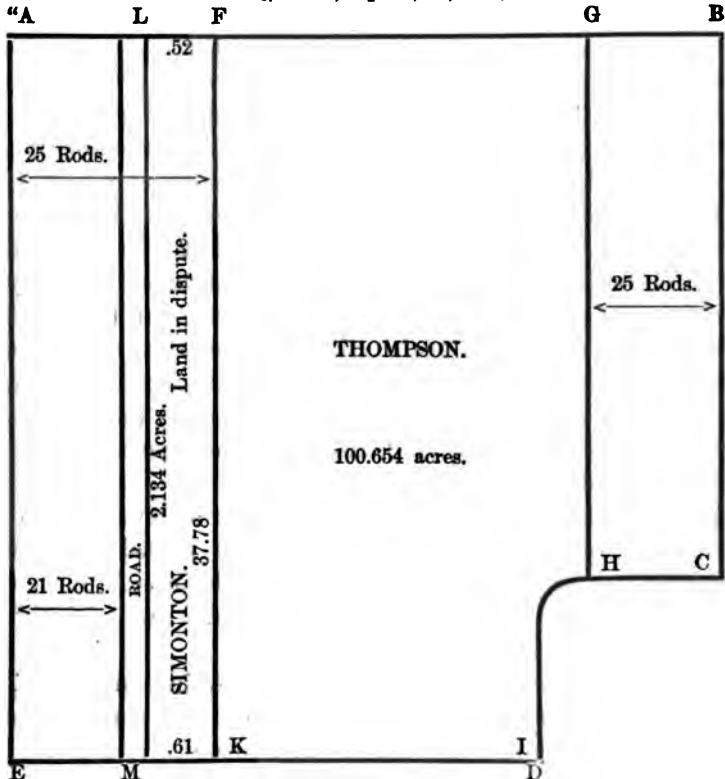 “A L F G B
.52
25 Rods.
Land in dispute.
25 Rods.
THOMPSON.
2.134 Acres.
100.654 acres.
37.78
ROAD.
H C
21 Rods.
SIMONTON.
.61 K I
E M D